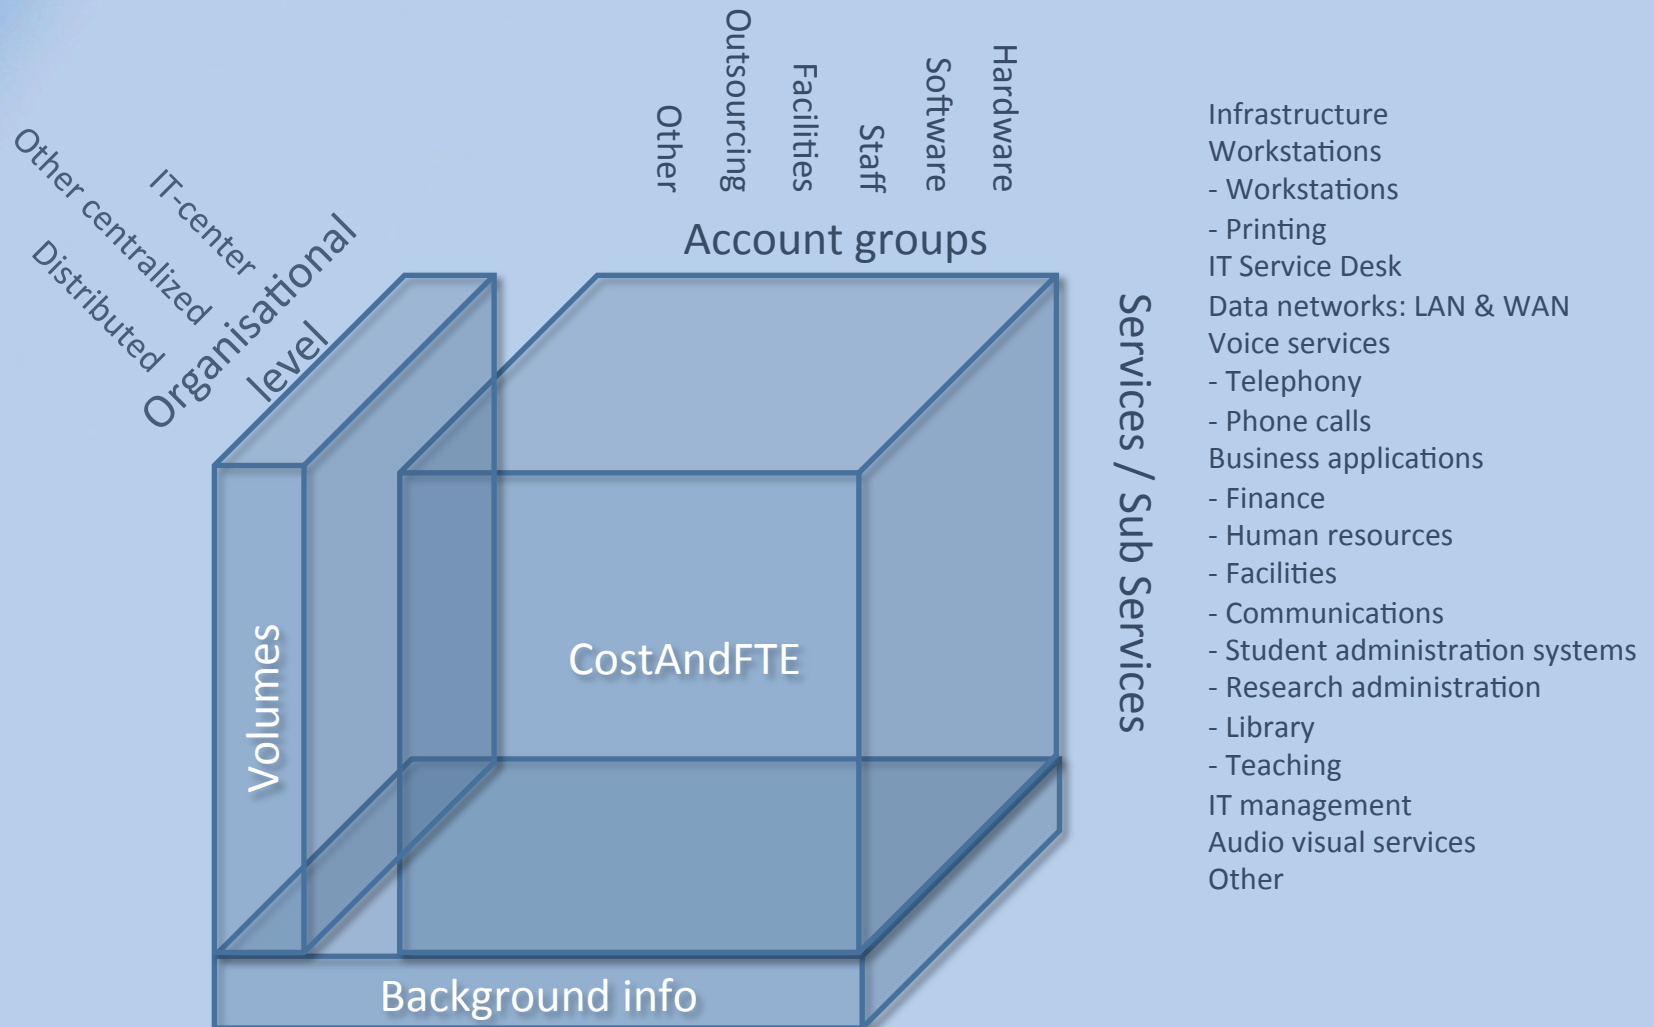 Other
Outsourcing
Facilities
Staff
Software
Hardware
Account groups
IT-center
Other centralized
Distributed
Organisational
level
Volumes
CostAndFTE
Background info
Services / Sub Services
Infrastructure
Workstations
- Workstations
- Printing
IT Service Desk
Data networks: LAN & WAN
Voice services
- Telephony
- Phone calls
Business applications
- Finance
- Human resources
- Facilities
- Communications
- Student administration systems
- Research administration
- Library
- Teaching
IT management
Audio visual services
Other